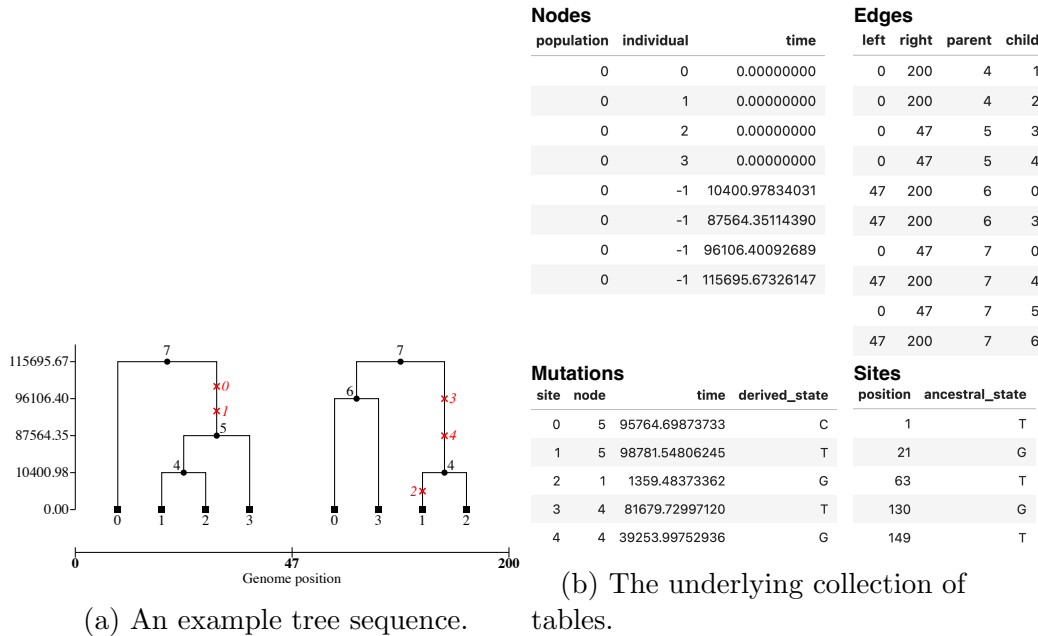 Nodes
population individual time
0 0 0.00000000
0 1 0.00000000
0 2 0.00000000
0 3 0.00000000
0 -1 10400.97834031
0 -1 87564.35114390
0 -1 96106.40092689
0 -1 115695.67326147
Edges
left right parent child
0 200 4 1
0 200 4 2
0 47 5 3
0 47 5 4
47 200 6 0
47 200 6 3
0 47 7 0
47 200 7 4
0 47 7 5
47 200 7 6
115695.67
96106.40
87564.35
10400.98
0.00
7
0
1
5
4
0 1 2 3
7
6
3
4
4
2
0 3 1 2
0 47 200
Genome position
(a) An example tree sequence.
Mutations
site node time derived_state
0 5 95764.69873733 C
1 5 98781.54806245 T
2 1 1359.48373362 G
3 4 81679.72997120 T
4 4 39253.99752936 G
Sites
position ancestral_state
1 T
21 G
63 T
130 G
149 T
(b) The underlying collection of
tables.